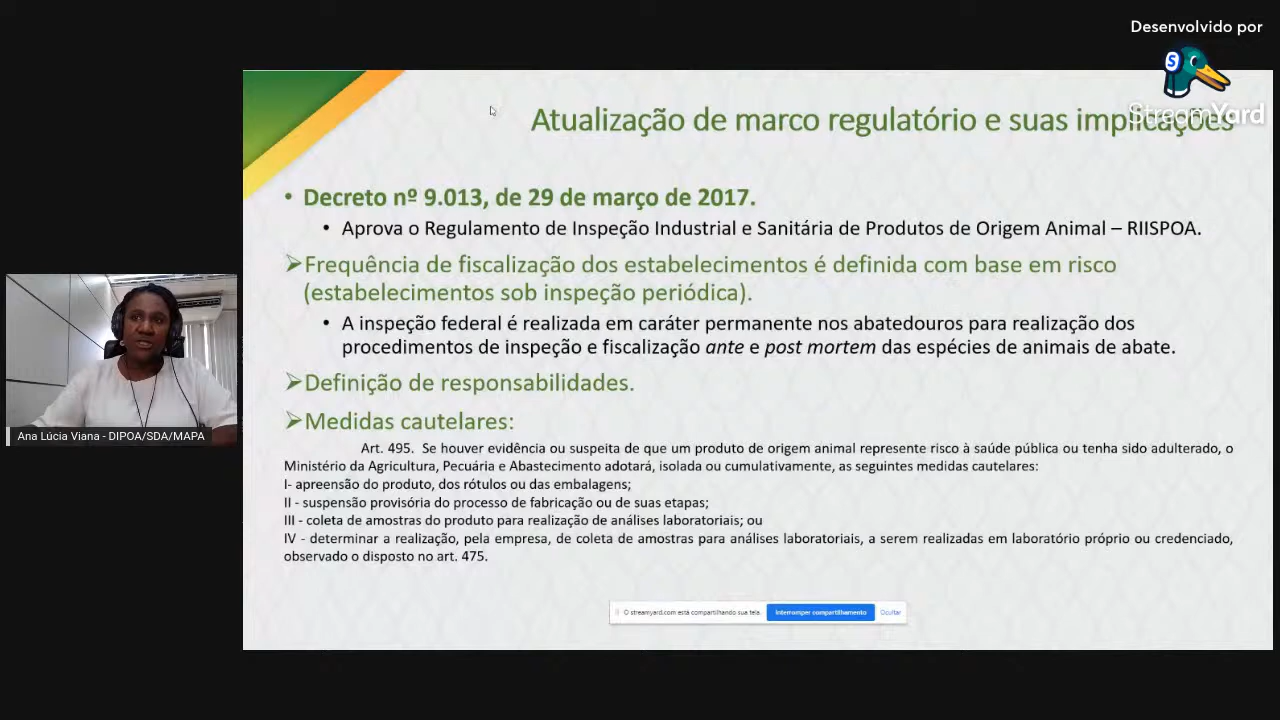 Desenvolvido por
StreamYard
Atualização de marco regulatório e suas implicações
• Decreto nº 9.013, de 29 de março de 2017.
• Aprova o Regulamento de Inspeção Industrial e Sanitária de Produtos de Origem Animal – RIISPOA.
➢Frequência de fiscalização dos estabelecimentos é definida com base em risco
(estabelecimentos sob inspeção periódica).
• A inspeção federal é realizada em caráter permanente nos abatedouros para realização dos
procedimentos de inspeção e fiscalização ante e post mortem das espécies de animais de abate.
➢Definição de responsabilidades.
➢Medidas cautelares:
Art. 495. Se houver evidência ou suspeita de que um produto de origem animal represente risco à saúde pública ou tenha sido adulterado, o
Ministério da Agricultura, Pecuária e Abastecimento adotará, isolada ou cumulativamente, as seguintes medidas cautelares:
I- apreensão do produto, dos rótulos ou das embalagens;
II - suspensão provisória do processo de fabricação ou de suas etapas;
III - coleta de amostras do produto para realização de análises laboratoriais; ou
IV - determinar a realização, pela empresa, de coleta de amostras para análises laboratoriais, a serem realizadas em laboratório próprio ou credenciado,
observado o disposto no art. 475.
Ana Lúcia Viana - DIPOA/SDA/MAPA
O streamyard.com está compartilhando sua tela. Interromper compartilhamento Ocultar